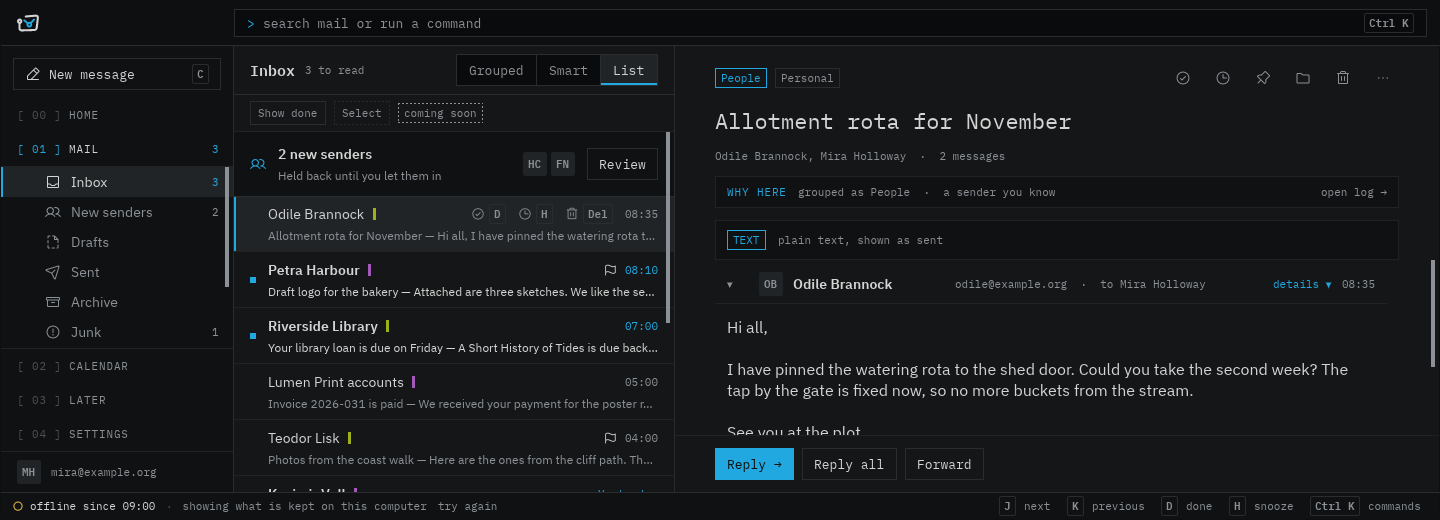 > search mail or run a command
Ctrl K
New message C
[ 00 ] HOME
[ 01 ] MAIL 3
Inbox 3
New senders 2
Drafts
Sent
Archive
Junk 1
[ 02 ] CALENDAR
[ 03 ] LATER
[ 04 ] SETTINGS
MH mira@example.org
Inbox 3 to read
Grouped Smart List
Show done Select coming soon
2 new senders
Held back until you let them in
HC FN Review
Odile Brannock D H Del 08:35
Allotment rota for November — Hi all, I have pinned the watering rota t…
Petra Harbour 08:10
Draft logo for the bakery — Attached are three sketches. We like the se…
Riverside Library 07:00
Your library loan is due on Friday — A Short History of Tides is due back…
Lumen Print accounts 05:00
Invoice 2026-031 is paid — We received your payment for the poster r…
Teodor Lisk 04:00
Photos from the coast walk — Here are the ones from the cliff path. Th…
People Personal
Allotment rota for November
Odile Brannock, Mira Holloway · 2 messages
WHY HERE grouped as People · a sender you know open log →
TEXT plain text, shown as sent
OB Odile Brannock odile@example.org · to Mira Holloway details ▾ 08:35
Hi all,
I have pinned the watering rota to the shed door. Could you take the second week? The
tap by the gate is fixed now, so no more buckets from the stream.
See you at the plot
Reply → Reply all Forward
offline since 09:00 · showing what is kept on this computer try again
J next K previous D done H snooze Ctrl K commands